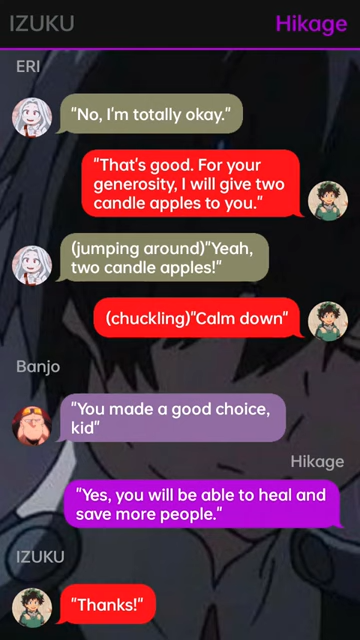 IZUKU
Hikage
ERI
"No, I'm totally okay."
"That's good. For your
generosity, I will give two
candle apples to you."
(jumping around)"Yeah,
two candle apples!"
(chuckling)"Calm down"
Banjo
"You made a good choice,
kid"
Hikage
"Yes, you will be able to heal and
save more people."
IZUKU
"Thanks!"